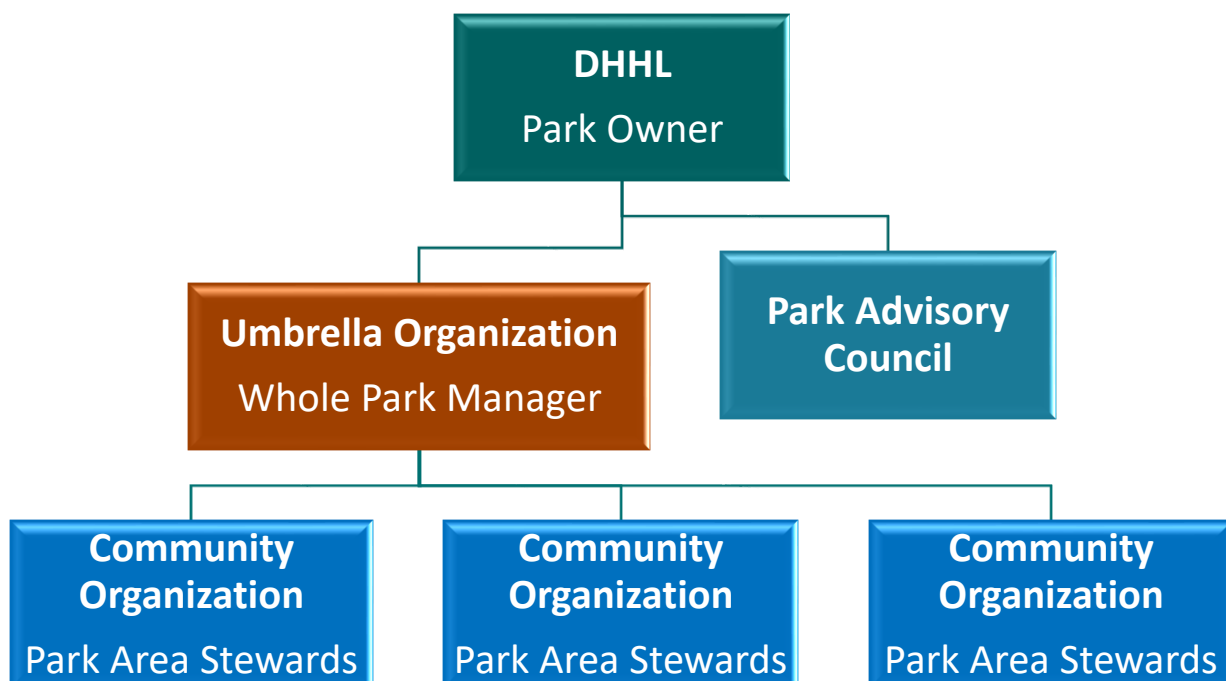 DHHL
Park Owner
Umbrella Organization
Whole Park Manager
Park Advisory
Council
Community
Organization
Park Area Stewards
Community
Organization
Park Area Stewards
Community
Organization
Park Area Stewards